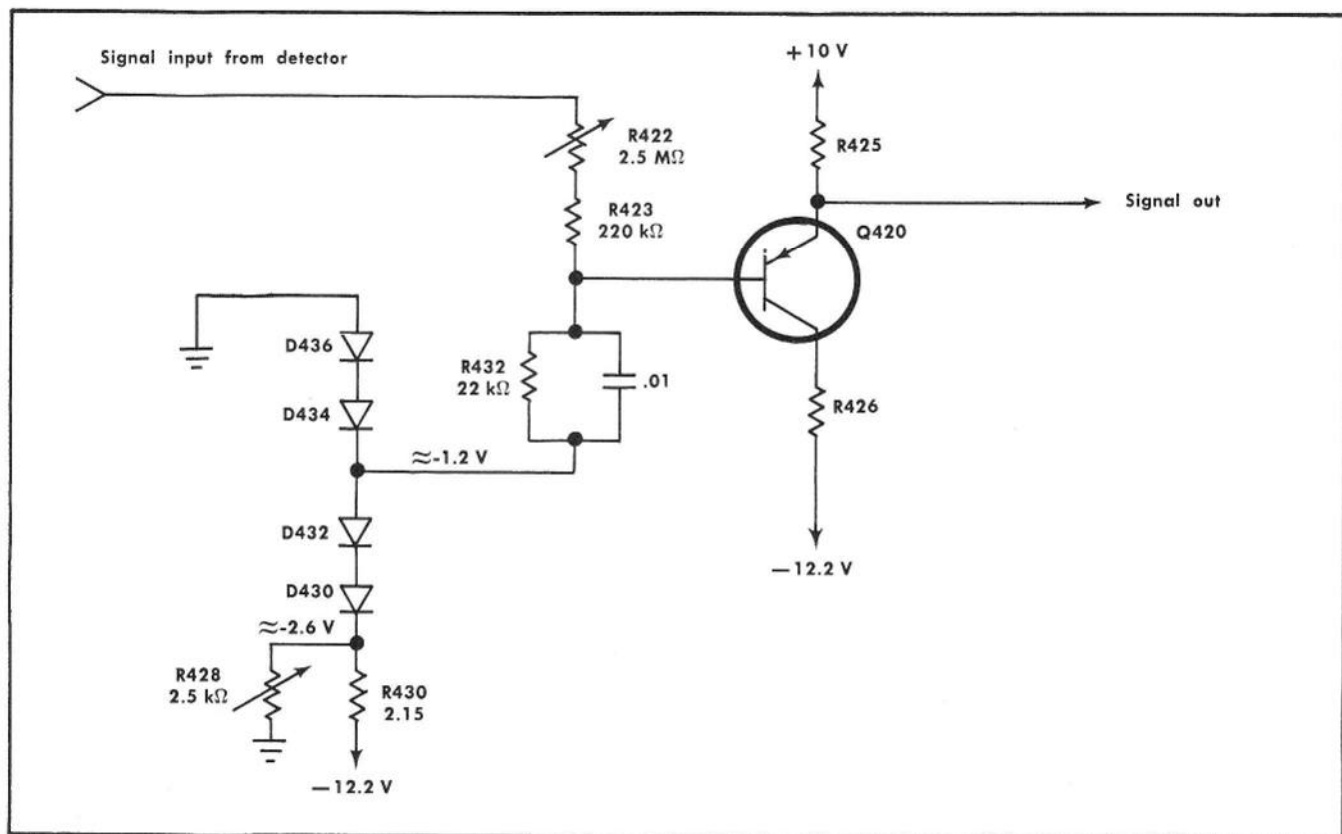 Signal input from detector
+10 V
R422
2.5 MΩ
R425
Signal out
R423
220 kΩ
Q420
D436
R432
22 kΩ
.01
D434
R426
≈-1.2 V
D432
−12.2 V
D430
≈-2.6 V
R428
2.5 kΩ
R430
2.15
−12.2 V